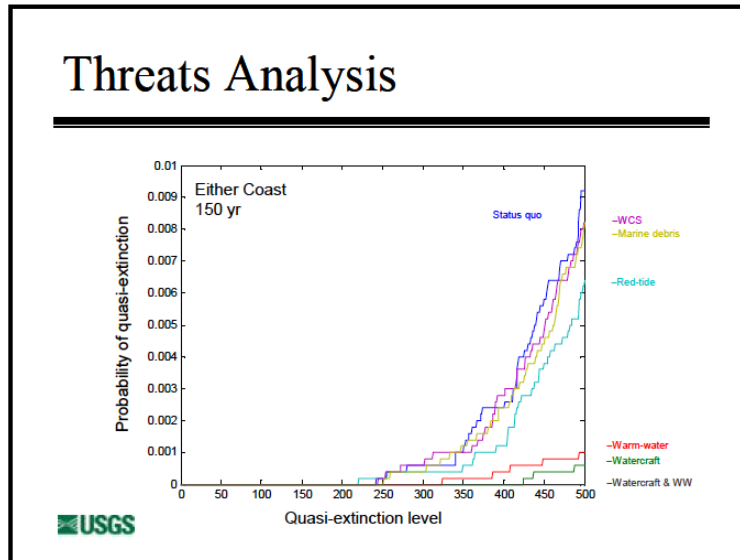 Threats Analysis
Either Coast
150 yr
Status quo
–WCS
–Marine debris
–Red-tide
–Warm-water
–Watercraft
–Watercraft & WW
Probability of quasi-extinction
0.01
0.009
0.008
0.007
0.006
0.005
0.004
0.003
0.002
0.001
0
0 50 100 150 200 250 300 350 400 450 500
Quasi-extinction level
USGS